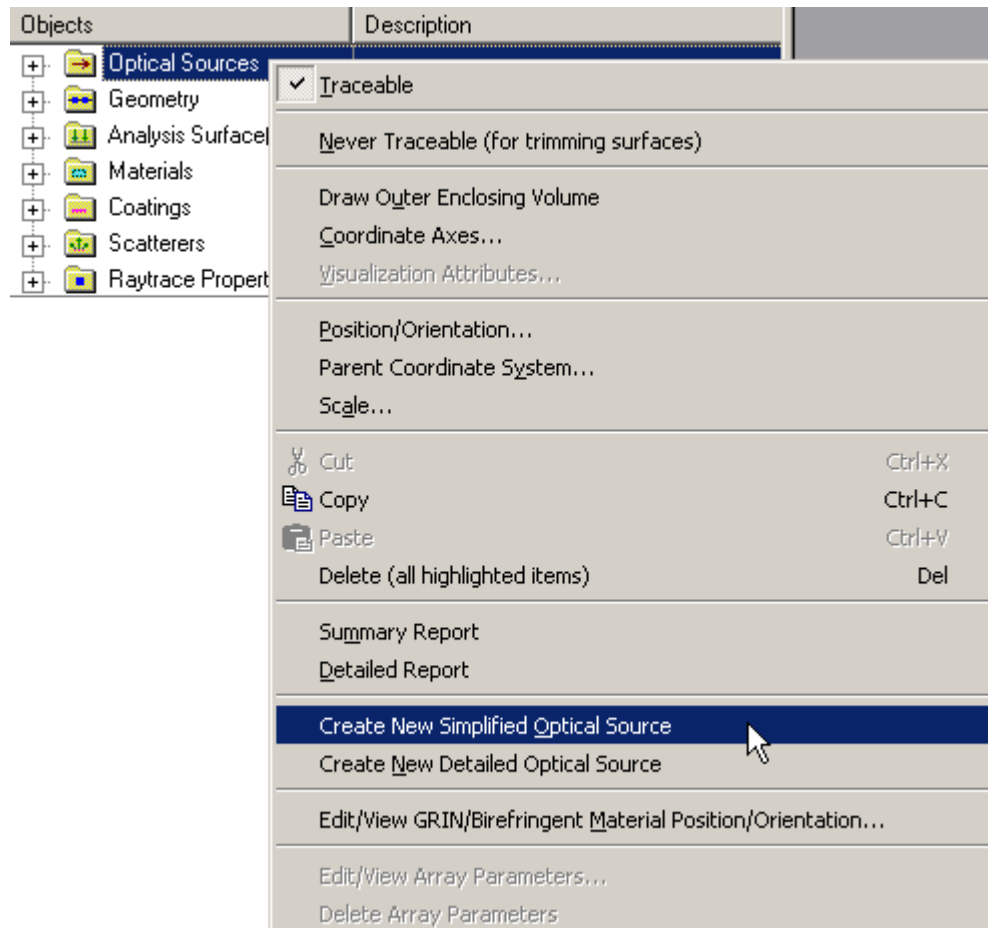 Objects Description
Optical Sources
Geometry
Analysis Surface
Materials
Coatings
Scatterers
Raytrace Propert
Traceable
Never Traceable (for trimming surfaces)
Draw Outer Enclosing Volume
Coordinate Axes...
Visualization Attributes...
Position/Orientation...
Parent Coordinate System...
Scale...
Cut Ctrl+X
Copy Ctrl+C
Paste Ctrl+V
Delete (all highlighted items) Del
Summary Report
Detailed Report
Create New Simplified Optical Source
Create New Detailed Optical Source
Edit/View GRIN/Birefringent Material Position/Orientation...
Edit/View Array Parameters...
Delete Array Parameters